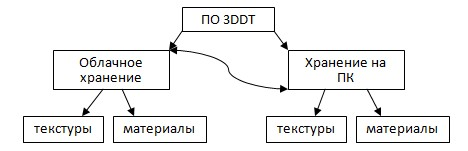 ПО 3DDT
Облачное
хранение
Хранение на
ПК
текстуры
материалы
текстуры
материалы